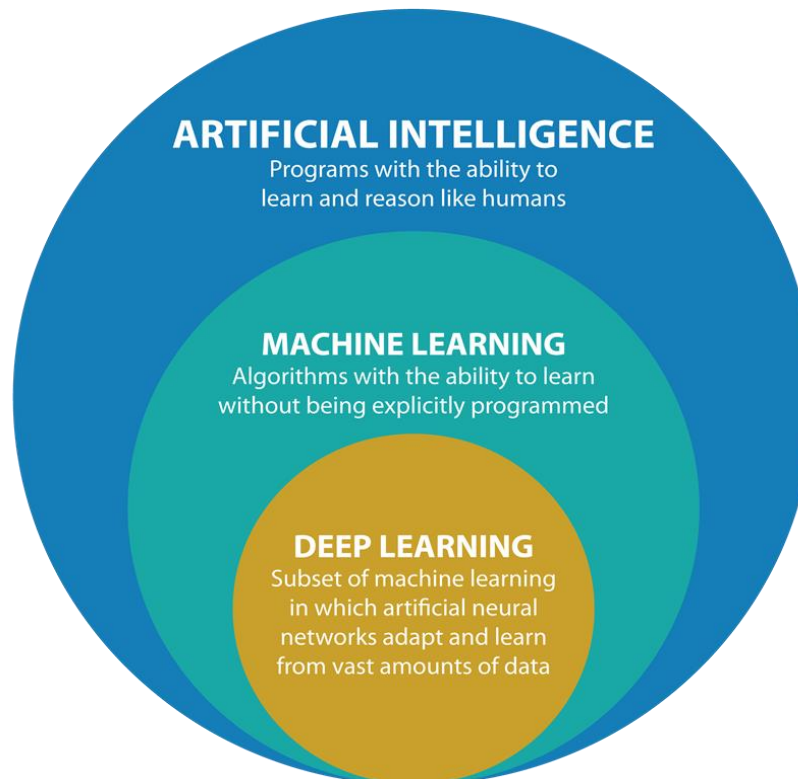 ARTIFICIAL INTELLIGENCE
Programs with the ability to
learn and reason like humans
MACHINE LEARNING
Algorithms with the ability to learn
without being explicitly programmed
DEEP LEARNING
Subset of machine learning
in which artificial neural
networks adapt and learn
from vast amounts of data